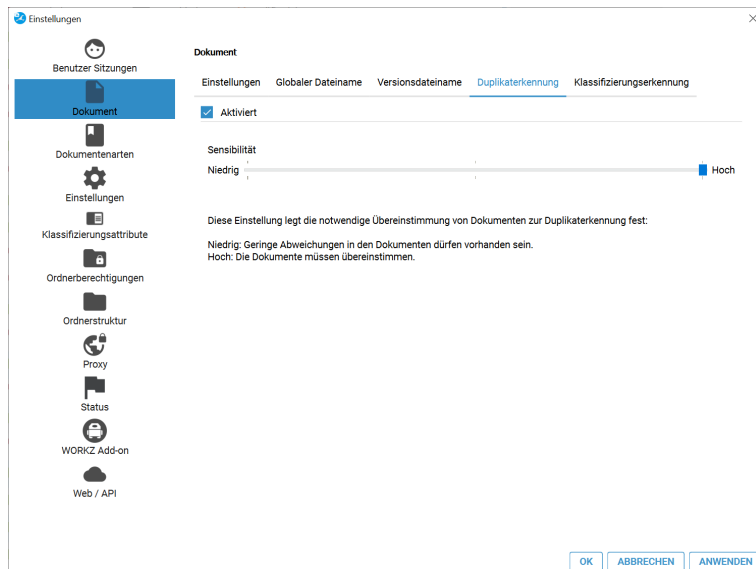 Einstellungen
Benutzer Sitzungen
Dokument
Dokumentenarten
Einstellungen
Klassifizierungsattribute
Ordnerberechtigungen
Ordnerstruktur
Proxy
Status
WORKZ Add-on
Web / API
Dokument
Einstellungen Globaler Dateiname Versionsdateiname Duplikaterkennung Klassifizierungserkennung
Aktiviert
Sensibilität
Niedrig Hoch
Diese Einstellung legt die notwendige Übereinstimmung von Dokumenten zur Duplikaterkennung fest:
Niedrig: Geringe Abweichungen in den Dokumenten dürfen vorhanden sein.
Hoch: Die Dokumente müssen übereinstimmen.
OK ABBRECHEN ANWENDEN